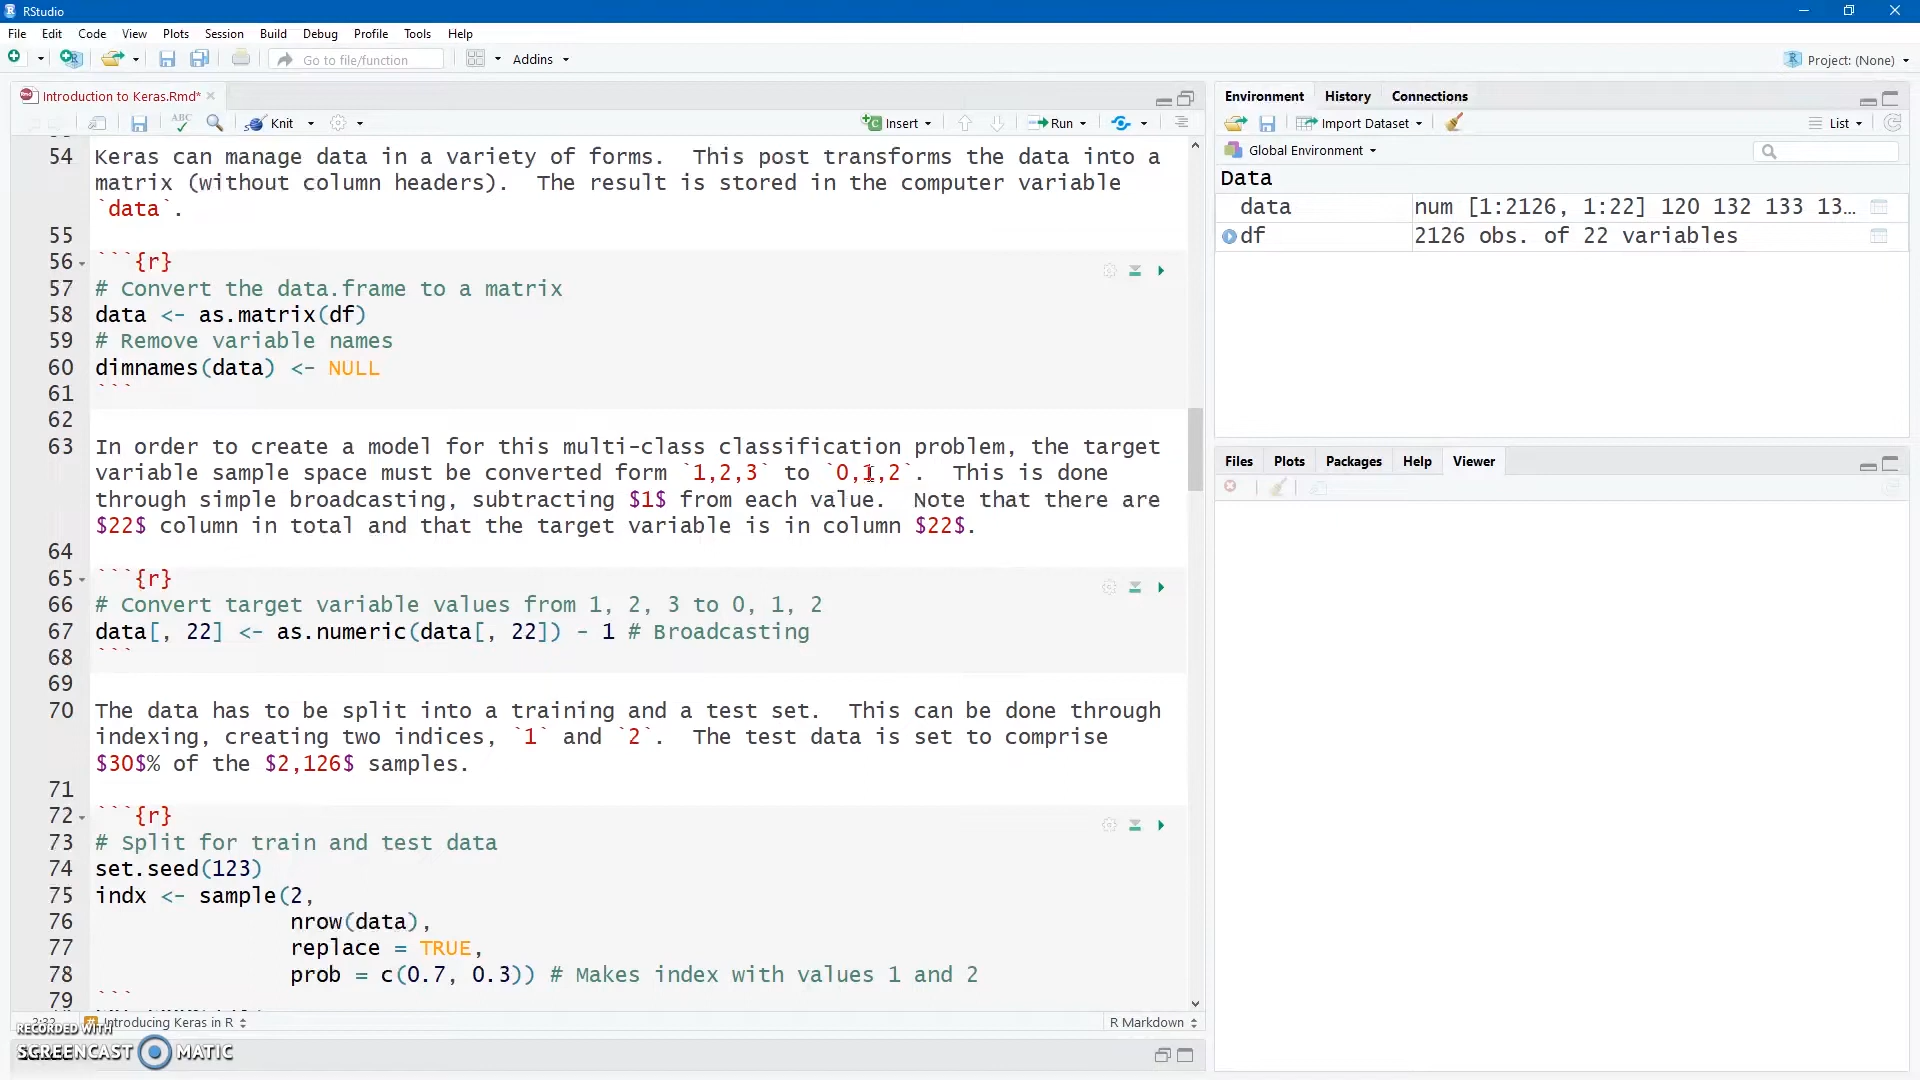 RStudio
File Edit Code View Plots Session Build Debug Profile Tools Help
Go to file/function Addins Project: (None)
Introduction to Keras.Rmd*
ABC Knit Insert Run
54 Keras can manage data in a variety of forms.  This post transforms the data into a
matrix (without column headers).  The result is stored in the computer variable
`data`.
55
56 ```{r}
57 # Convert the data.frame to a matrix
58 data <- as.matrix(df)
59 # Remove variable names
60 dimnames(data) <- NULL
61 ```
62
63 In order to create a model for this multi-class classification problem, the target
variable sample space must be converted form `1,2,3` to `0,1,2`.  This is done
through simple broadcasting, subtracting $1$ from each value.  Note that there are
$22$ column in total and that the target variable is in column $22$.
64
65 ```{r}
66 # Convert target variable values from 1, 2, 3 to 0, 1, 2
67 data[, 22] <- as.numeric(data[, 22]) - 1 # Broadcasting
68 ```
69
70 The data has to be split into a training and a test set.  This can be done through
indexing, creating two indices, `1` and `2`.  The test data is set to comprise
$30$% of the $2,126$ samples.
71
72 ```{r}
73 # Split for train and test data
74 set.seed(123)
75 indx <- sample(2,
76 nrow(data),
77 replace = TRUE,
78 prob = c(0.7, 0.3)) # Makes index with values 1 and 2
79 ```
2:32 Introducing Keras in R R Markdown
RECORDED WITH
SCREENCAST MATIC
Environment History Connections
Import Dataset List
Global Environment
Data
data num [1:2126, 1:22] 120 132 133 13…
df 2126 obs. of 22 variables
Files Plots Packages Help Viewer